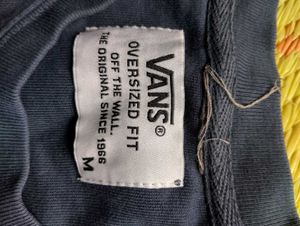 VANS®
OVERSIZED FIT
OFF THE WALL.
THE ORIGINAL SINCE 1966
M